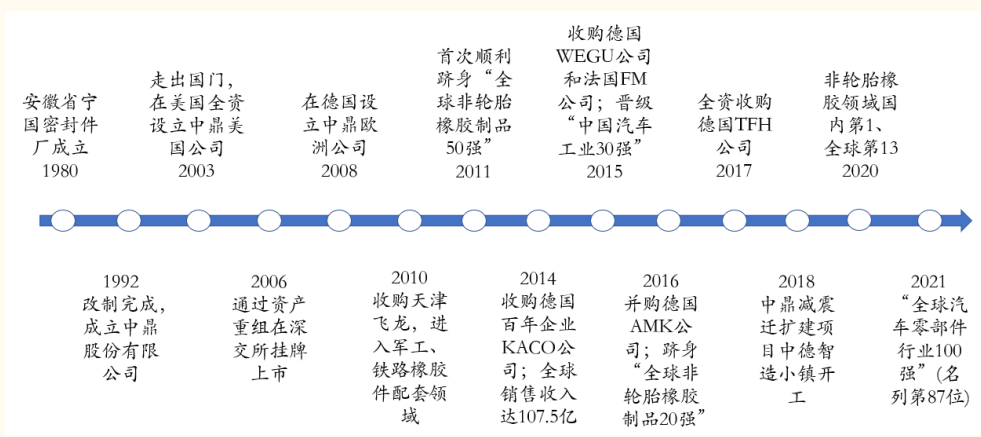 安徽省宁
国密封件
厂成立
1980
走出国门，
在美国全资
设立中鼎美
国公司
2003
在德国设
立中鼎欧
洲公司
2008
首次顺利
跻身“全
球非轮胎
橡胶制品
50强”
2011
收购德国
WEGU公司
和法国FM
公司；晋级
“中国汽车
工业30强”
2015
全资收购
德国TFH
公司
2017
非轮胎橡
胶领域国
内第1、
全球第13
2020
1992
改制完成，
成立中鼎
股份有限
公司
2006
通过资产
重组在深
交所挂牌
上市
2010
收购天津
飞龙，进
入军工、
铁路橡胶
件配套领
域
2014
收购德国
百年企业
KACO公
司；全球
销售收入
达107.5亿
2016
并购德国
AMK公
司；跻身
“全球非
轮胎橡胶
制品20强”
2018
中鼎减震
迁扩建项
目中德智
造小镇开
工
2021
“全球汽
车零部件
行业100
强”(名
列第87位)